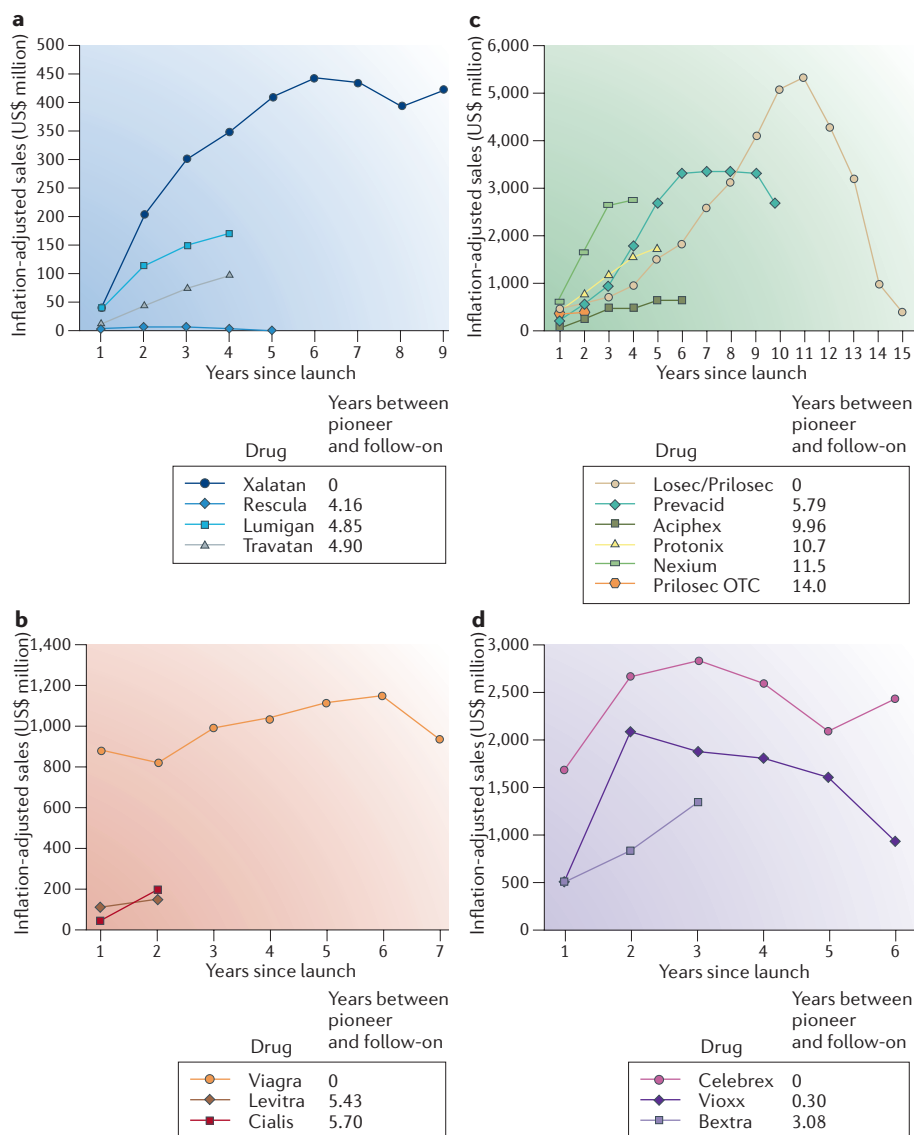 a
Inflation-adjusted sales (US$ million)
500
450
400
350
300
250
200
150
100
50
0
1 2 3 4 5 6 7 8 9
Years since launch
Drug
Years between
pioneer
and follow-on
Xalatan 0
Rescula 4.16
Lumigan 4.85
Travatan 4.90
c
Inflation-adjusted sales (US$ million)
6,000
5,000
4,000
3,000
2,000
1,000
0
1 2 3 4 5 6 7 8 9 10 11 12 13 14 15
Years since launch
Drug
Years between
pioneer
and follow-on
Losec/Prilosec 0
Prevacid 5.79
Aciphex 9.96
Protonix 10.7
Nexium 11.5
Prilosec OTC 14.0
b
Inflation-adjusted sales (US$ million)
1,400
1,200
1,000
800
600
400
200
0
1 2 3 4 5 6 7
Years since launch
Drug
Years between
pioneer
and follow-on
Viagra 0
Levitra 5.43
Cialis 5.70
d
Inflation-adjusted sales (US$ million)
3,000
2,500
2,000
1,500
1,000
500
0
1 2 3 4 5 6
Years since launch
Drug
Years between
pioneer
and follow-on
Celebrex 0
Vioxx 0.30
Bextra 3.08